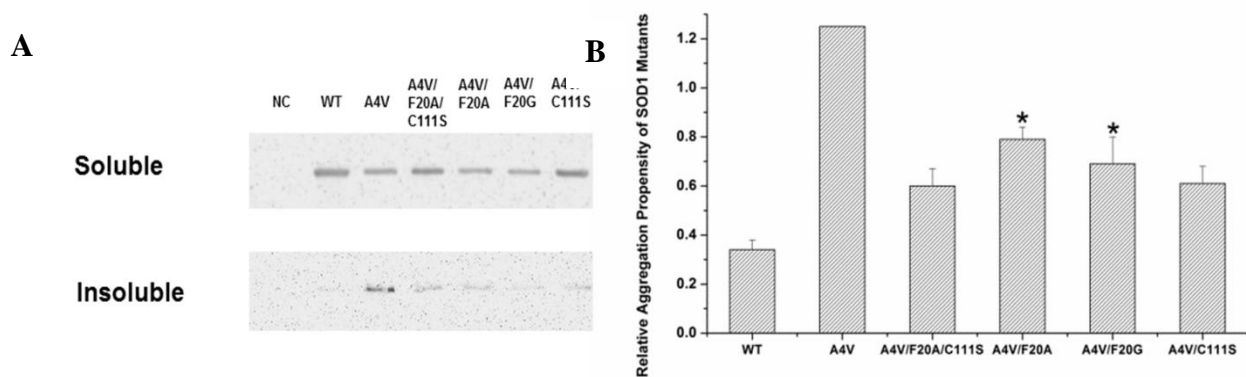 A
B
NC
WT
A4V
A4V/
F20A/
C111S
A4V/
F20A
A4V/
F20G
C111S
Soluble
Insoluble
Relative Aggregation Propensity of SOD1 Mutants
1.2
1.0
0.8
0.6
0.4
0.2
0.0
*
*
WT
A4V
A4V/F20A/C111S
A4V/F20A
A4V/F20G
A4V/C111S